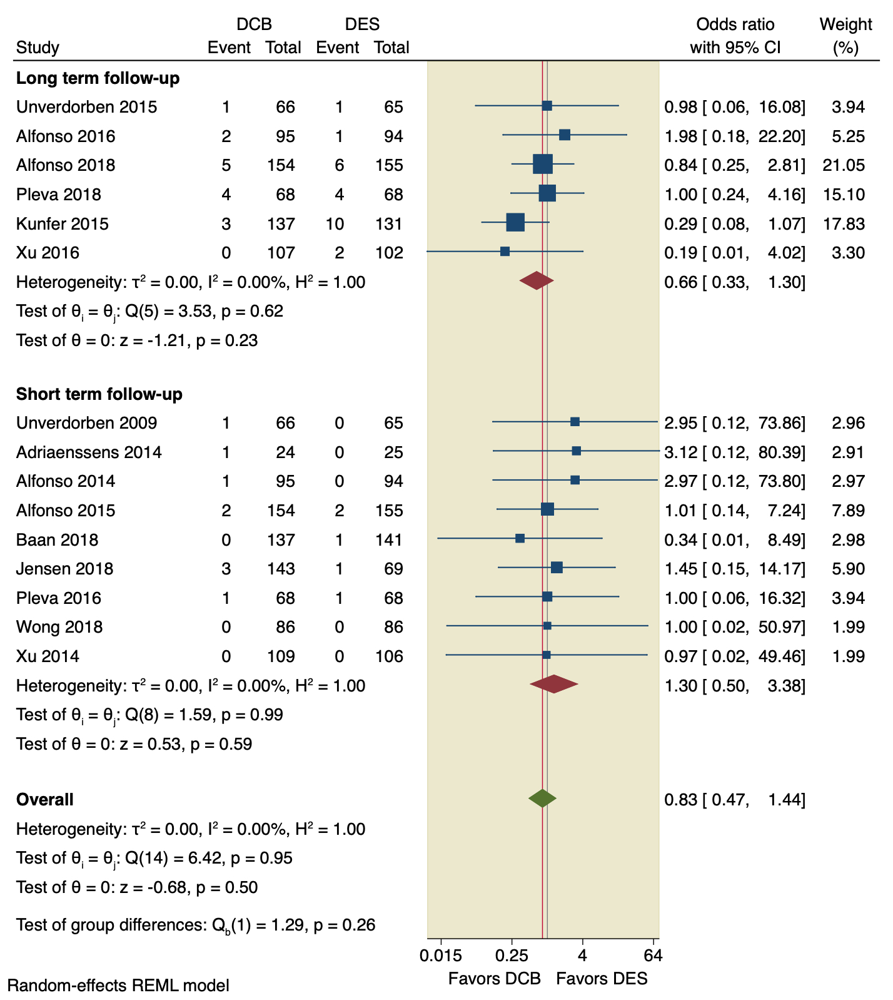 DCB DES Odds ratio Weight
Study Event Total Event Total with 95% CI (%)
Long term follow-up
Unverdorben 2015 1 66 1 65 0.98 [ 0.06, 16.08] 3.94
Alfonso 2016 2 95 1 94 1.98 [ 0.18, 22.20] 5.25
Alfonso 2018 5 154 6 155 0.84 [ 0.25, 2.81] 21.05
Pleva 2018 4 68 4 68 1.00 [ 0.24, 4.16] 15.10
Kunfer 2015 3 137 10 131 0.29 [ 0.08, 1.07] 17.83
Xu 2016 0 107 2 102 0.19 [ 0.01, 4.02] 3.30
Heterogeneity: τ² = 0.00, I² = 0.00%, H² = 1.00 0.66 [ 0.33, 1.30]
Test of θᵢ = θⱼ: Q(5) = 3.53, p = 0.62
Test of θ = 0: z = -1.21, p = 0.23
Short term follow-up
Unverdorben 2009 1 66 0 65 2.95 [ 0.12, 73.86] 2.96
Adriaenssens 2014 1 24 0 25 3.12 [ 0.12, 80.39] 2.91
Alfonso 2014 1 95 0 94 2.97 [ 0.12, 73.80] 2.97
Alfonso 2015 2 154 2 155 1.01 [ 0.14, 7.24] 7.89
Baan 2018 0 137 1 141 0.34 [ 0.01, 8.49] 2.98
Jensen 2018 3 143 1 69 1.45 [ 0.15, 14.17] 5.90
Pleva 2016 1 68 1 68 1.00 [ 0.06, 16.32] 3.94
Wong 2018 0 86 0 86 1.00 [ 0.02, 50.97] 1.99
Xu 2014 0 109 0 106 0.97 [ 0.02, 49.46] 1.99
Heterogeneity: τ² = 0.00, I² = 0.00%, H² = 1.00 1.30 [ 0.50, 3.38]
Test of θᵢ = θⱼ: Q(8) = 1.59, p = 0.99
Test of θ = 0: z = 0.53, p = 0.59
Overall 0.83 [ 0.47, 1.44]
Heterogeneity: τ² = 0.00, I² = 0.00%, H² = 1.00
Test of θᵢ = θⱼ: Q(14) = 6.42, p = 0.95
Test of θ = 0: z = -0.68, p = 0.50
Test of group differences: Q_b(1) = 1.29, p = 0.26
0.015 0.25 4 64
Favors DCB Favors DES
Random-effects REML model